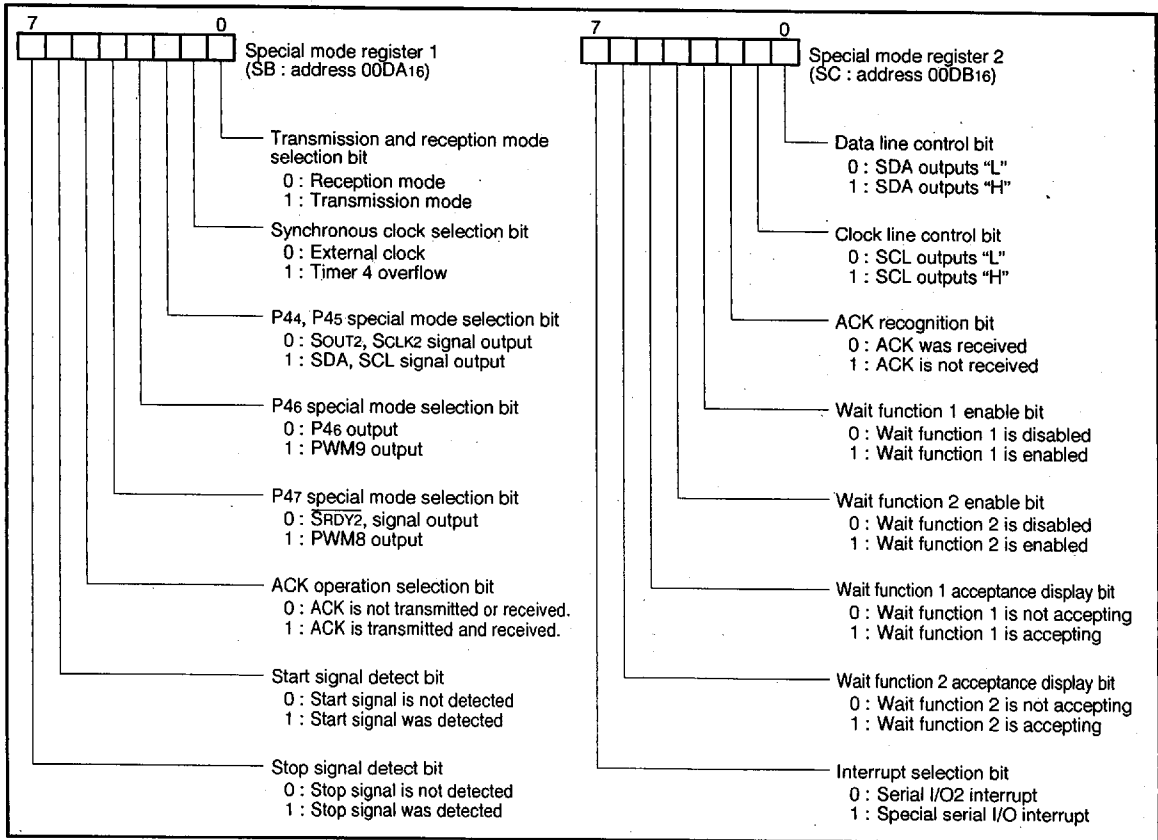 7 0
Special mode register 1
(SB : address 00DA16)
Transmission and reception mode
selection bit
0 : Reception mode
1 : Transmission mode
Synchronous clock selection bit
0 : External clock
1 : Timer 4 overflow
P44, P45 special mode selection bit
0 : SOUT2, SCLK2 signal output
1 : SDA, SCL signal output
P46 special mode selection bit
0 : P46 output
1 : PWM9 output
P47 special mode selection bit
0 : SRDY2, signal output
1 : PWM8 output
ACK operation selection bit
0 : ACK is not transmitted or received.
1 : ACK is transmitted and received.
Start signal detect bit
0 : Start signal is not detected
1 : Start signal was detected
Stop signal detect bit
0 : Stop signal is not detected
1 : Stop signal was detected
7 0
Special mode register 2
(SC : address 00DB16)
Data line control bit
0 : SDA outputs “L”
1 : SDA outputs “H”
Clock line control bit
0 : SCL outputs “L”
1 : SCL outputs “H”
ACK recognition bit
0 : ACK was received
1 : ACK is not received
Wait function 1 enable bit
0 : Wait function 1 is disabled
1 : Wait function 1 is enabled
Wait function 2 enable bit
0 : Wait function 2 is disabled
1 : Wait function 2 is enabled
Wait function 1 acceptance display bit
0 : Wait function 1 is not accepting
1 : Wait function 1 is accepting
Wait function 2 acceptance display bit
0 : Wait function 2 is not accepting
1 : Wait function 2 is accepting
Interrupt selection bit
0 : Serial I/O2 interrupt
1 : Special serial I/O interrupt